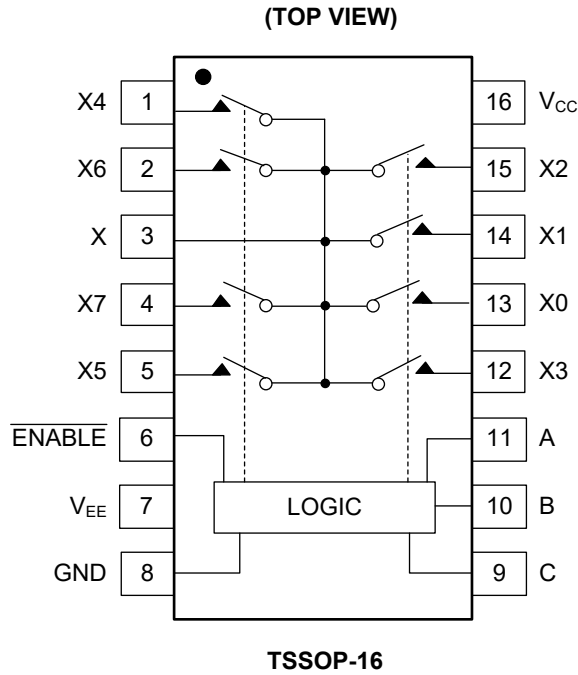 (TOP VIEW)
X4 1 16 VCC
X6 2 15 X2
X 3 14 X1
X7 4 13 X0
X5 5 12 X3
ENABLE 6 11 A
VEE 7 LOGIC 10 B
GND 8 9 C
TSSOP-16